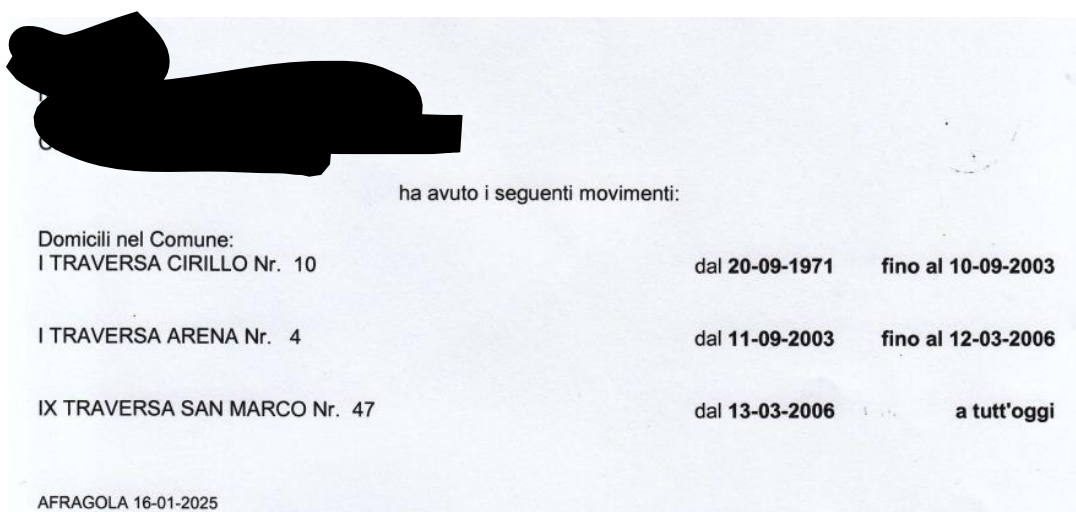 ha avuto i seguenti movimenti:
Domicili nel Comune:
I TRAVERSA CIRILLO Nr. 10 dal 20-09-1971 fino al 10-09-2003
I TRAVERSA ARENA Nr. 4 dal 11-09-2003 fino al 12-03-2006
IX TRAVERSA SAN MARCO Nr. 47 dal 13-03-2006 a tutt'oggi
AFRAGOLA 16-01-2025